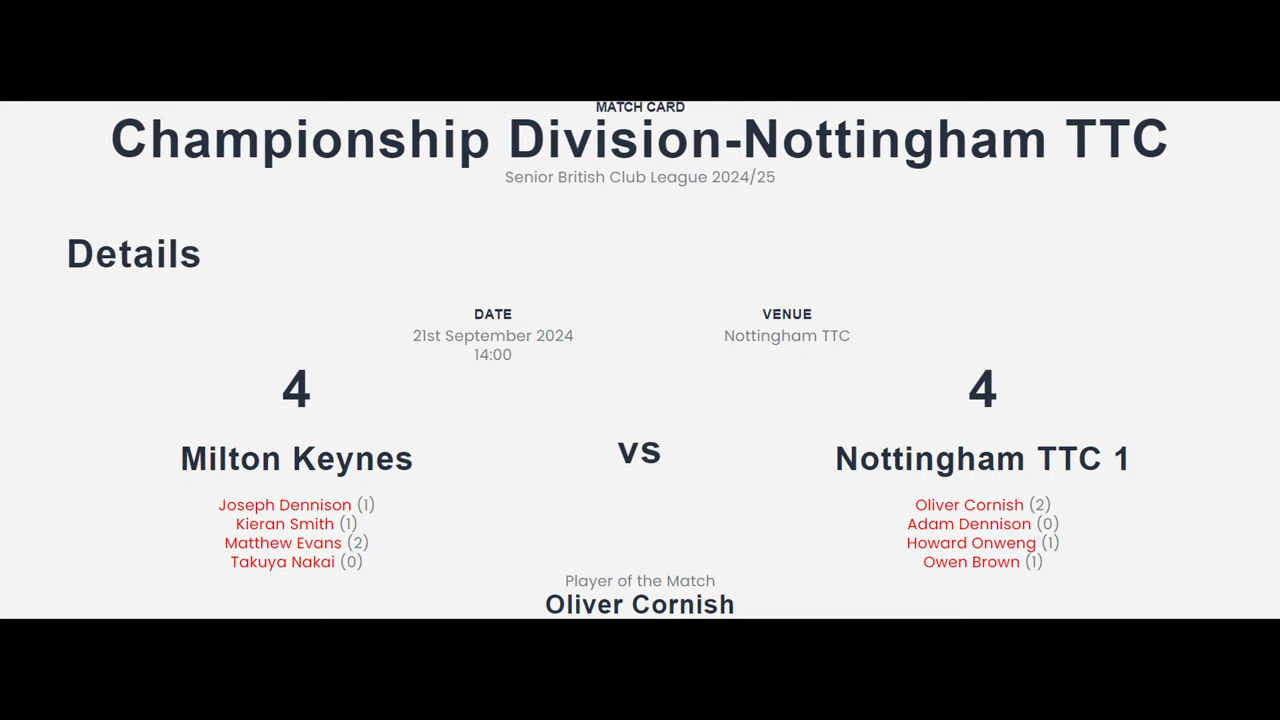 MATCH CARD
Championship Division-Nottingham TTC
Senior British Club League 2024/25
Details
DATE
21st September 2024
14:00
VENUE
Nottingham TTC
4
Milton Keynes
Joseph Dennison (1)
Kieran Smith (1)
Matthew Evans (2)
Takuya Nakai (0)
vs
4
Nottingham TTC 1
Oliver Cornish (2)
Adam Dennison (0)
Howard Onweng (1)
Owen Brown (1)
Player of the Match
Oliver Cornish